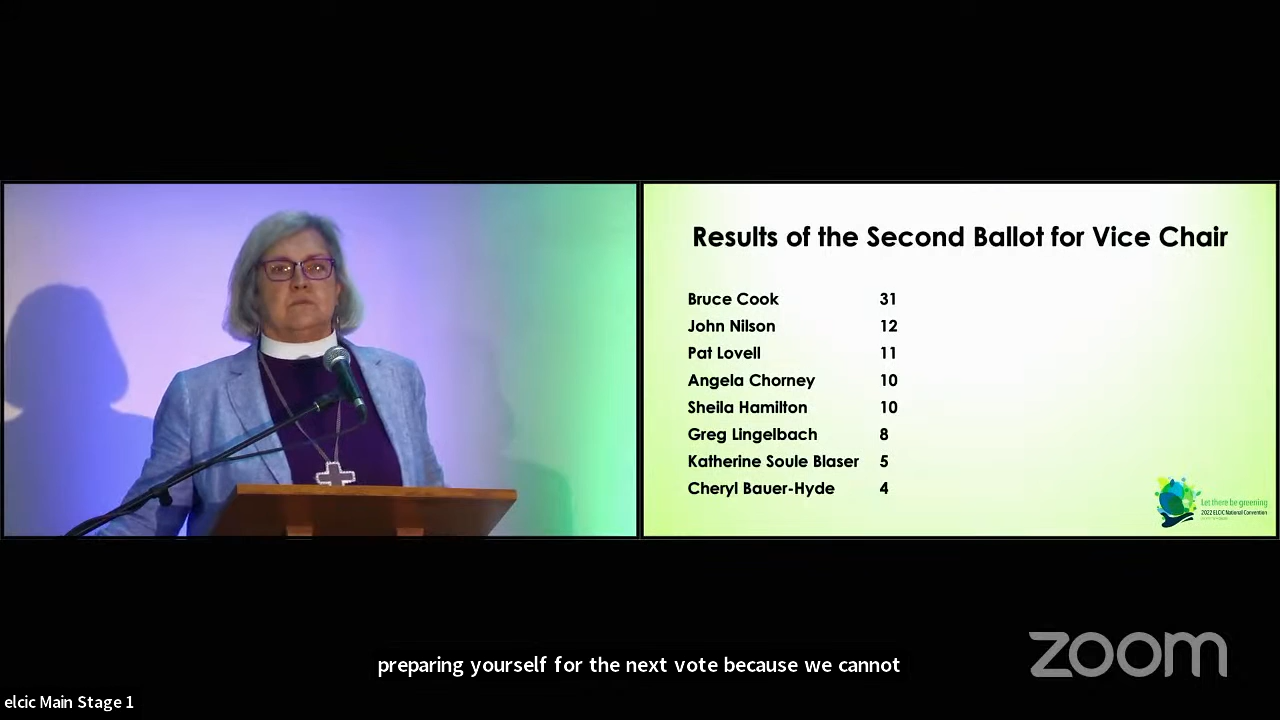 Results of the Second Ballot for Vice Chair
Bruce Cook 31
John Nilson 12
Pat Lovell 11
Angela Chorney 10
Sheila Hamilton 10
Greg Lingelbach 8
Katherine Soule Blaser 5
Cheryl Bauer-Hyde 4
Let there be greening
2022 ELCIC National Convention
preparing yourself for the next vote because we cannot
zoom
elcic Main Stage 1